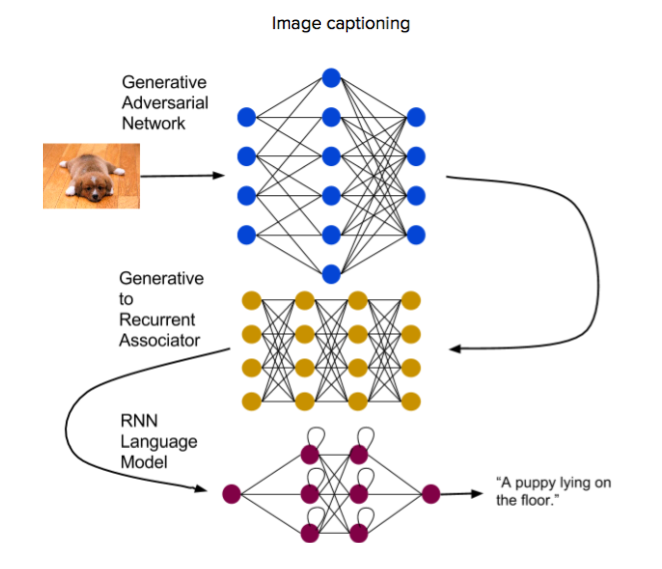 Image captioning
Generative
Adversarial
Network
Generative
to
Recurrent
Associator
RNN
Language
Model
“A puppy lying on
the floor.”